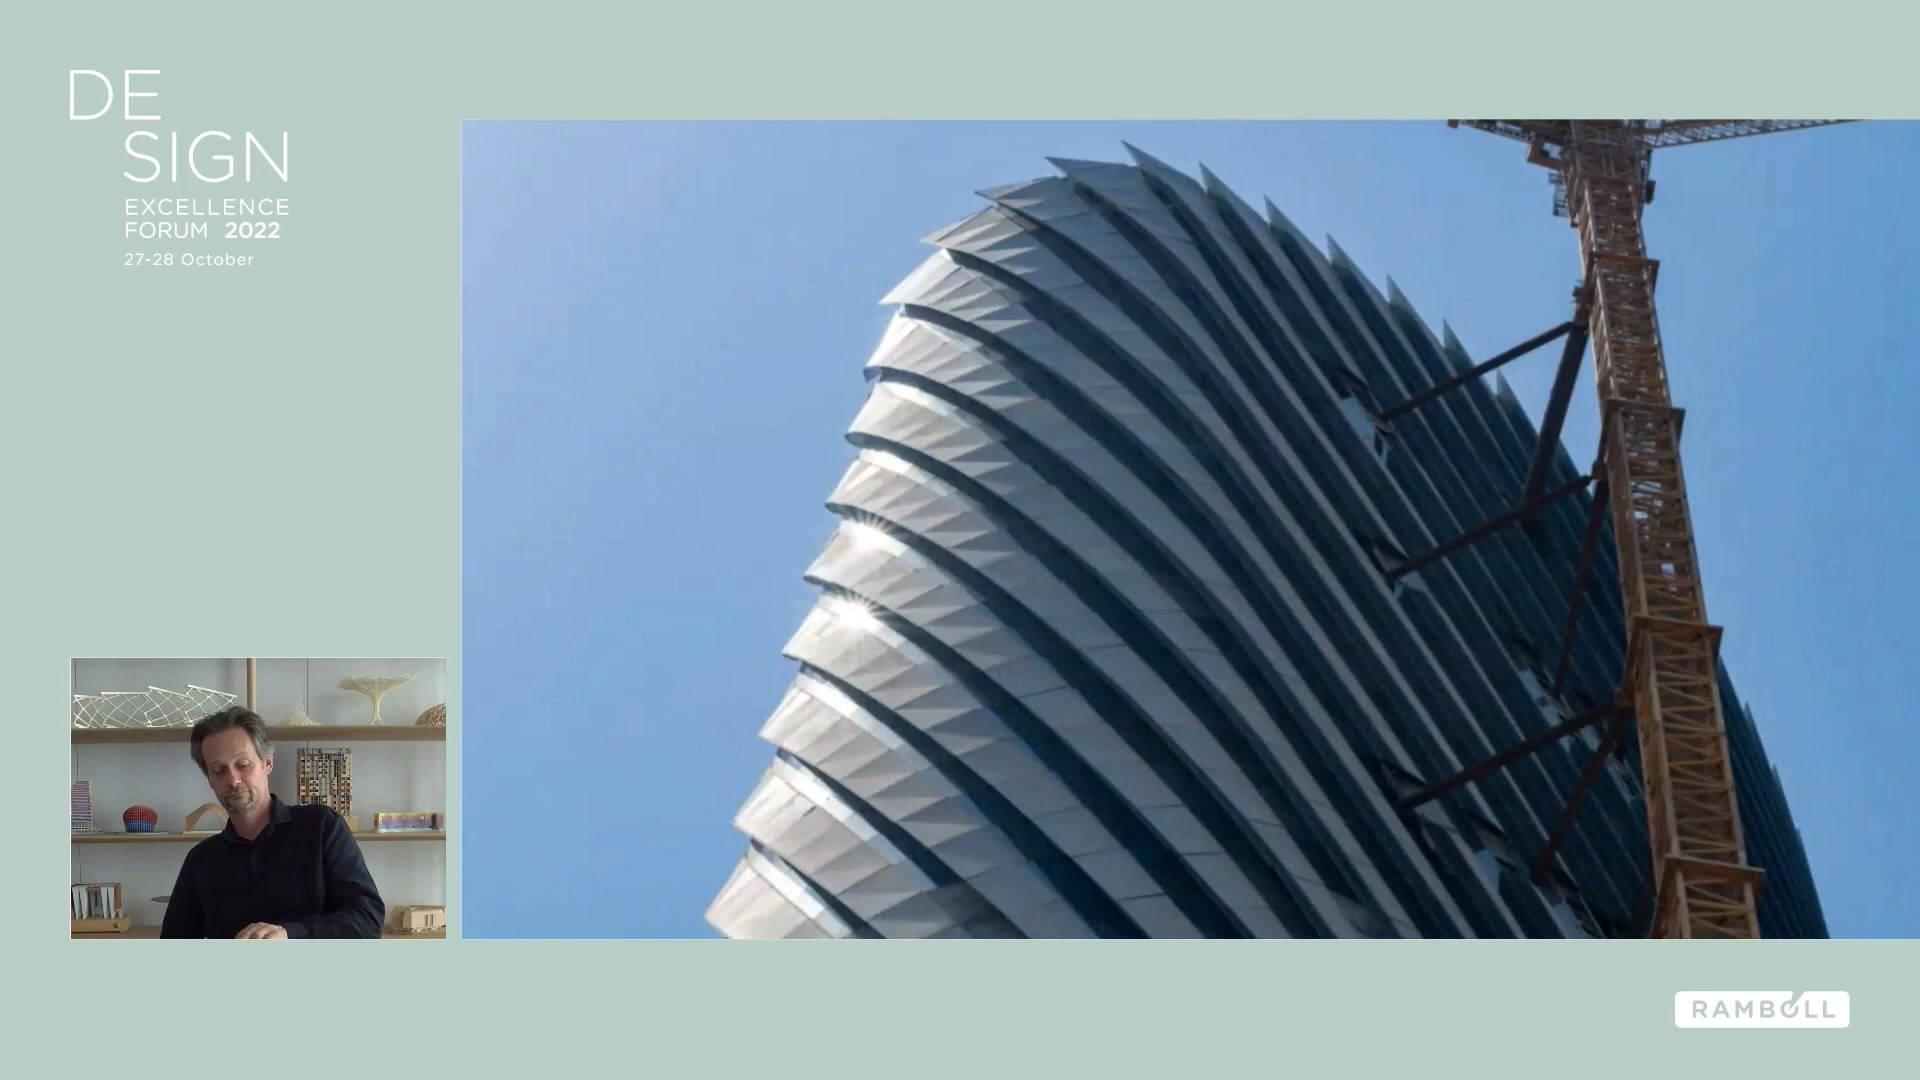 DE
SIGN
EXCELLENCE
FORUM 2022
27-28 October
RAMBOLL